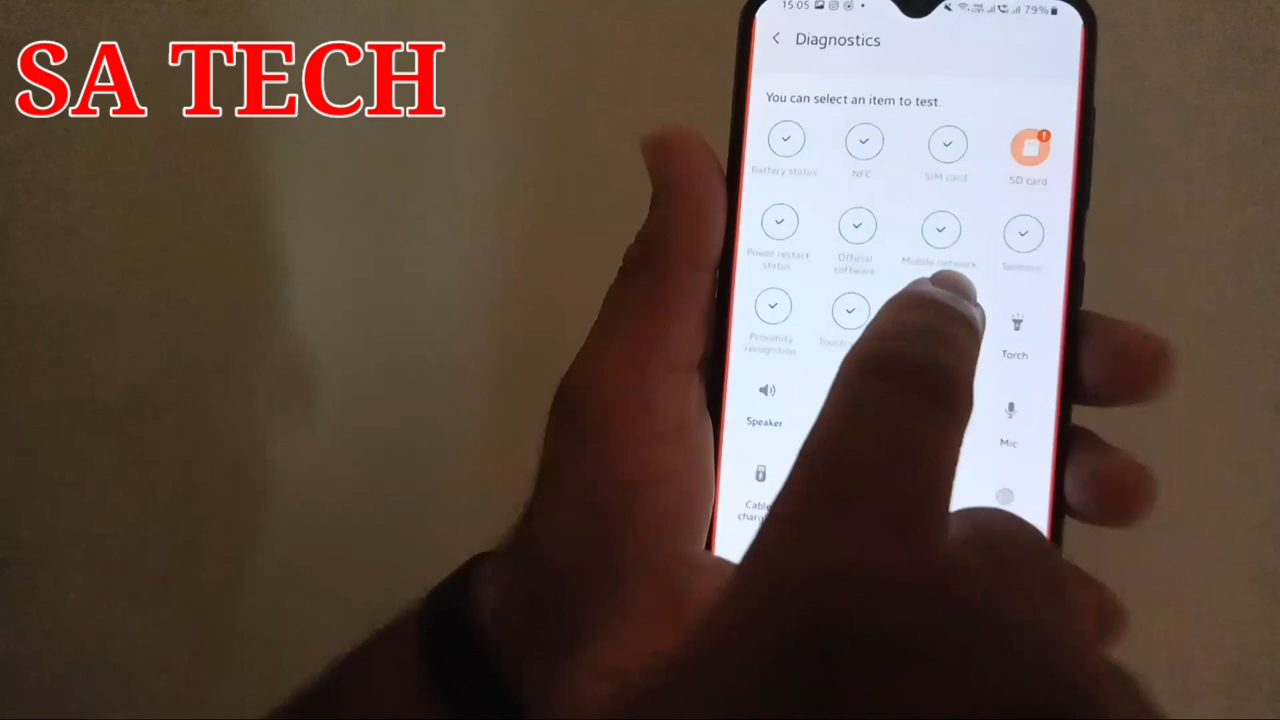 SA TECH
15:05
79%
Diagnostics
You can select an item to test.
Battery status
NFC
SIM card
SD card
Power restart
status
Official
software
Mobile network
Sensors
Proximity
recognition
Touch
Torch
Speaker
Mic